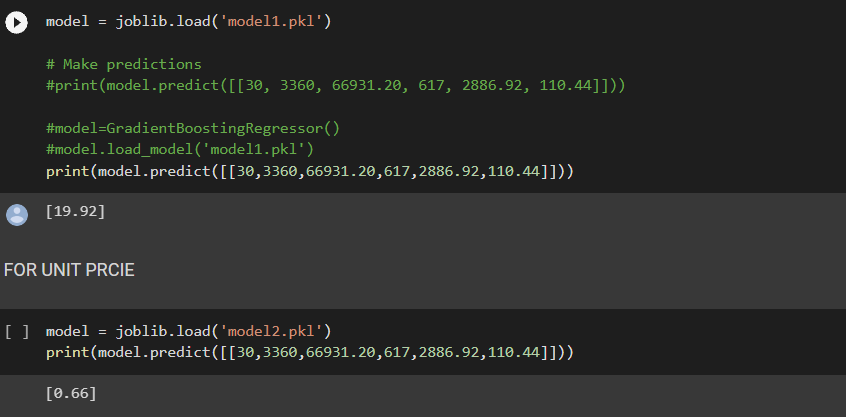 model = joblib.load('model1.pkl')
# Make predictions
#print(model.predict([[30, 3360, 66931.20, 617, 2886.92, 110.44]]))
#model=GradientBoostingRegressor()
#model.load_model('model1.pkl')
print(model.predict([[30,3360,66931.20,617,2886.92,110.44]]))
[19.92]
FOR UNIT PRCIE
[ ] model = joblib.load('model2.pkl')
print(model.predict([[30,3360,66931.20,617,2886.92,110.44]]))
[0.66]